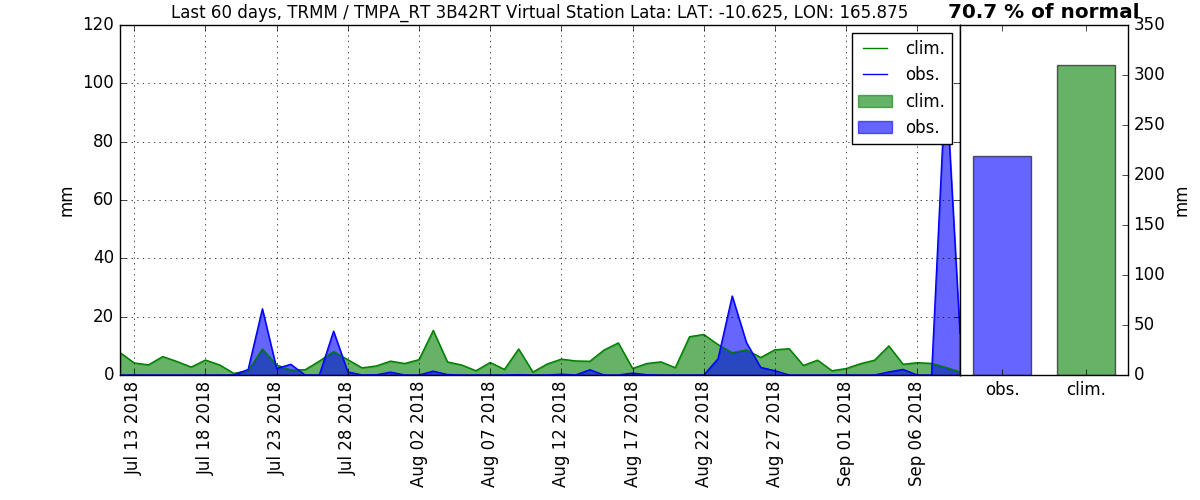 Last 60 days, TRMM / TMPA_RT 3B42RT Virtual Station Lata: LAT: -10.625, LON: 165.875
70.7 % of normal
120
100
80
60
40
20
0
mm
clim.
obs.
clim.
obs.
350
300
250
200
150
100
50
0
mm
Jul 13 2018
Jul 18 2018
Jul 23 2018
Jul 28 2018
Aug 02 2018
Aug 07 2018
Aug 12 2018
Aug 17 2018
Aug 22 2018
Aug 27 2018
Sep 01 2018
Sep 06 2018
obs.
clim.